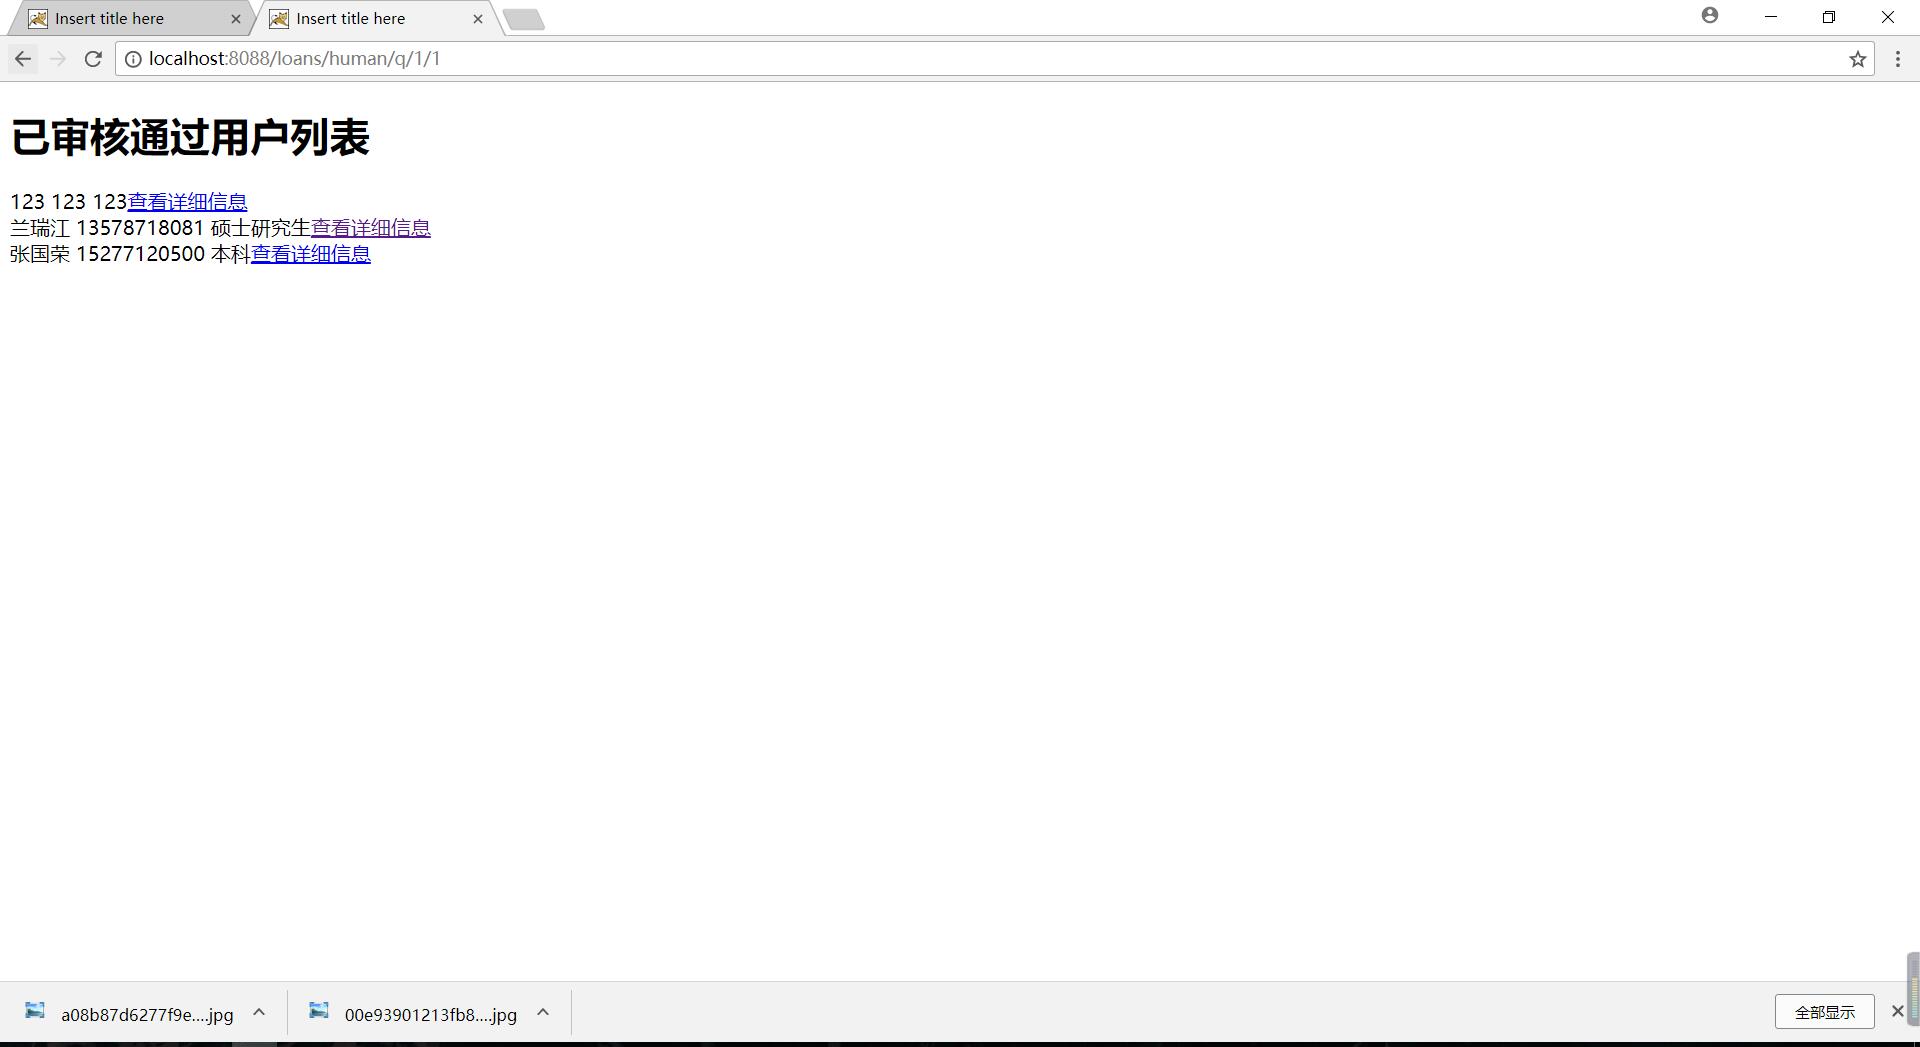 Insert title here
Insert title here
localhost:8088/loans/human/q/1/1
已审核通过用户列表
123 123 123查看详细信息
兰瑞江 13578718081 硕士研究生查看详细信息
张国荣 15277120500 本科查看详细信息
a08b87d6277f9e....jpg
00e93901213fb8....jpg
全部显示